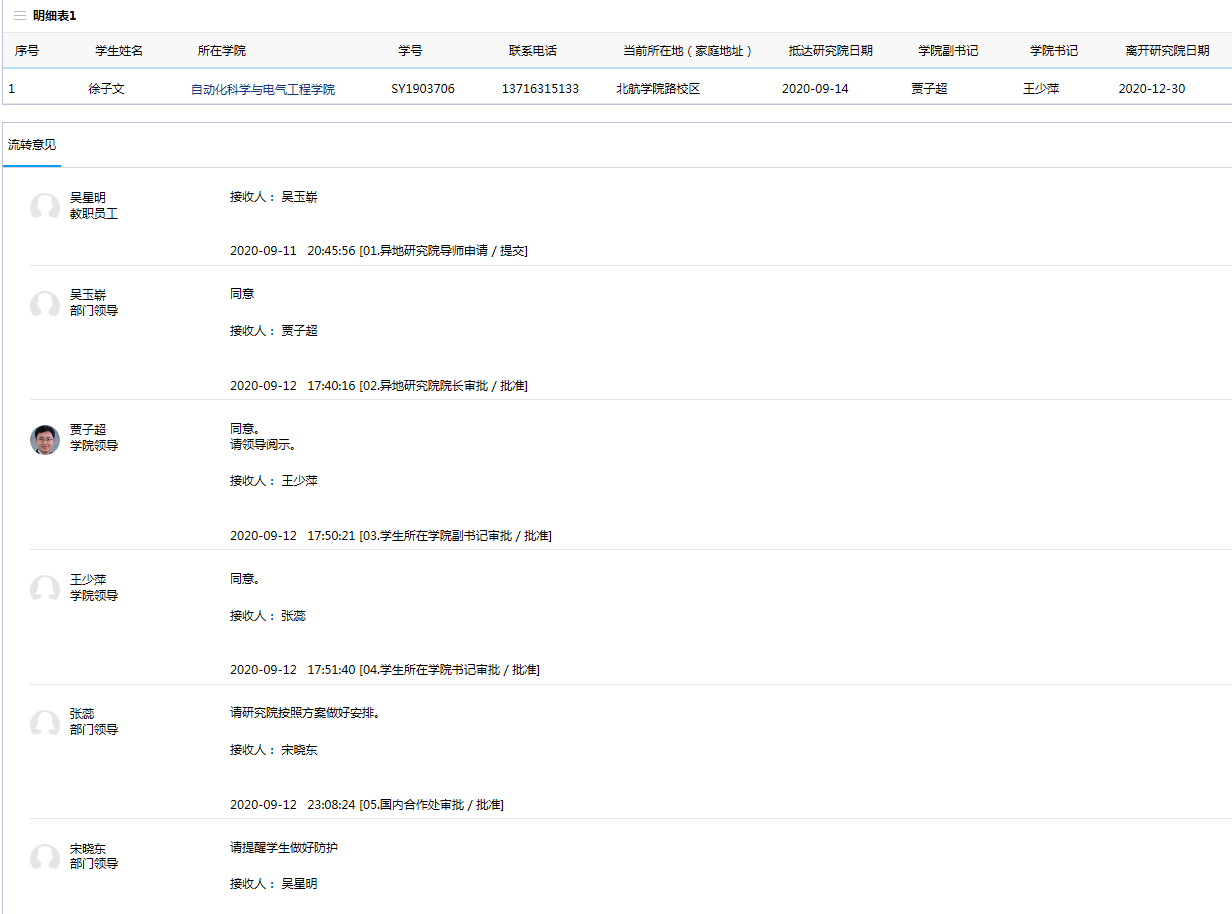 明细表1
序号 学生姓名 所在学院 学号 联系电话 当前所在地（家庭地址） 抵达研究院日期 学院副书记 学院书记 离开研究院日期
1 徐子文 自动化科学与电气工程学院 SY1903706 13716315133 北航学院路校区 2020-09-14 贾子超 王少萍 2020-12-30
流转意见
吴星明 接收人： 吴玉崭
教职员工
2020-09-11 20:45:56 [01.异地研究院导师申请 / 提交]
吴玉崭 同意
部门领导
接收人： 贾子超
2020-09-12 17:40:16 [02.异地研究院院长审批 / 批准]
贾子超 同意。
学院领导 请领导阅示。
接收人： 王少萍
2020-09-12 17:50:21 [03.学生所在学院副书记审批 / 批准]
王少萍 同意。
学院领导
接收人： 张蕊
2020-09-12 17:51:40 [04.学生所在学院书记审批 / 批准]
张蕊 请研究院按照方案做好安排。
部门领导
接收人： 宋晓东
2020-09-12 23:08:24 [05.国内合作处审批 / 批准]
宋晓东 请提醒学生做好防护
部门领导
接收人： 吴星明